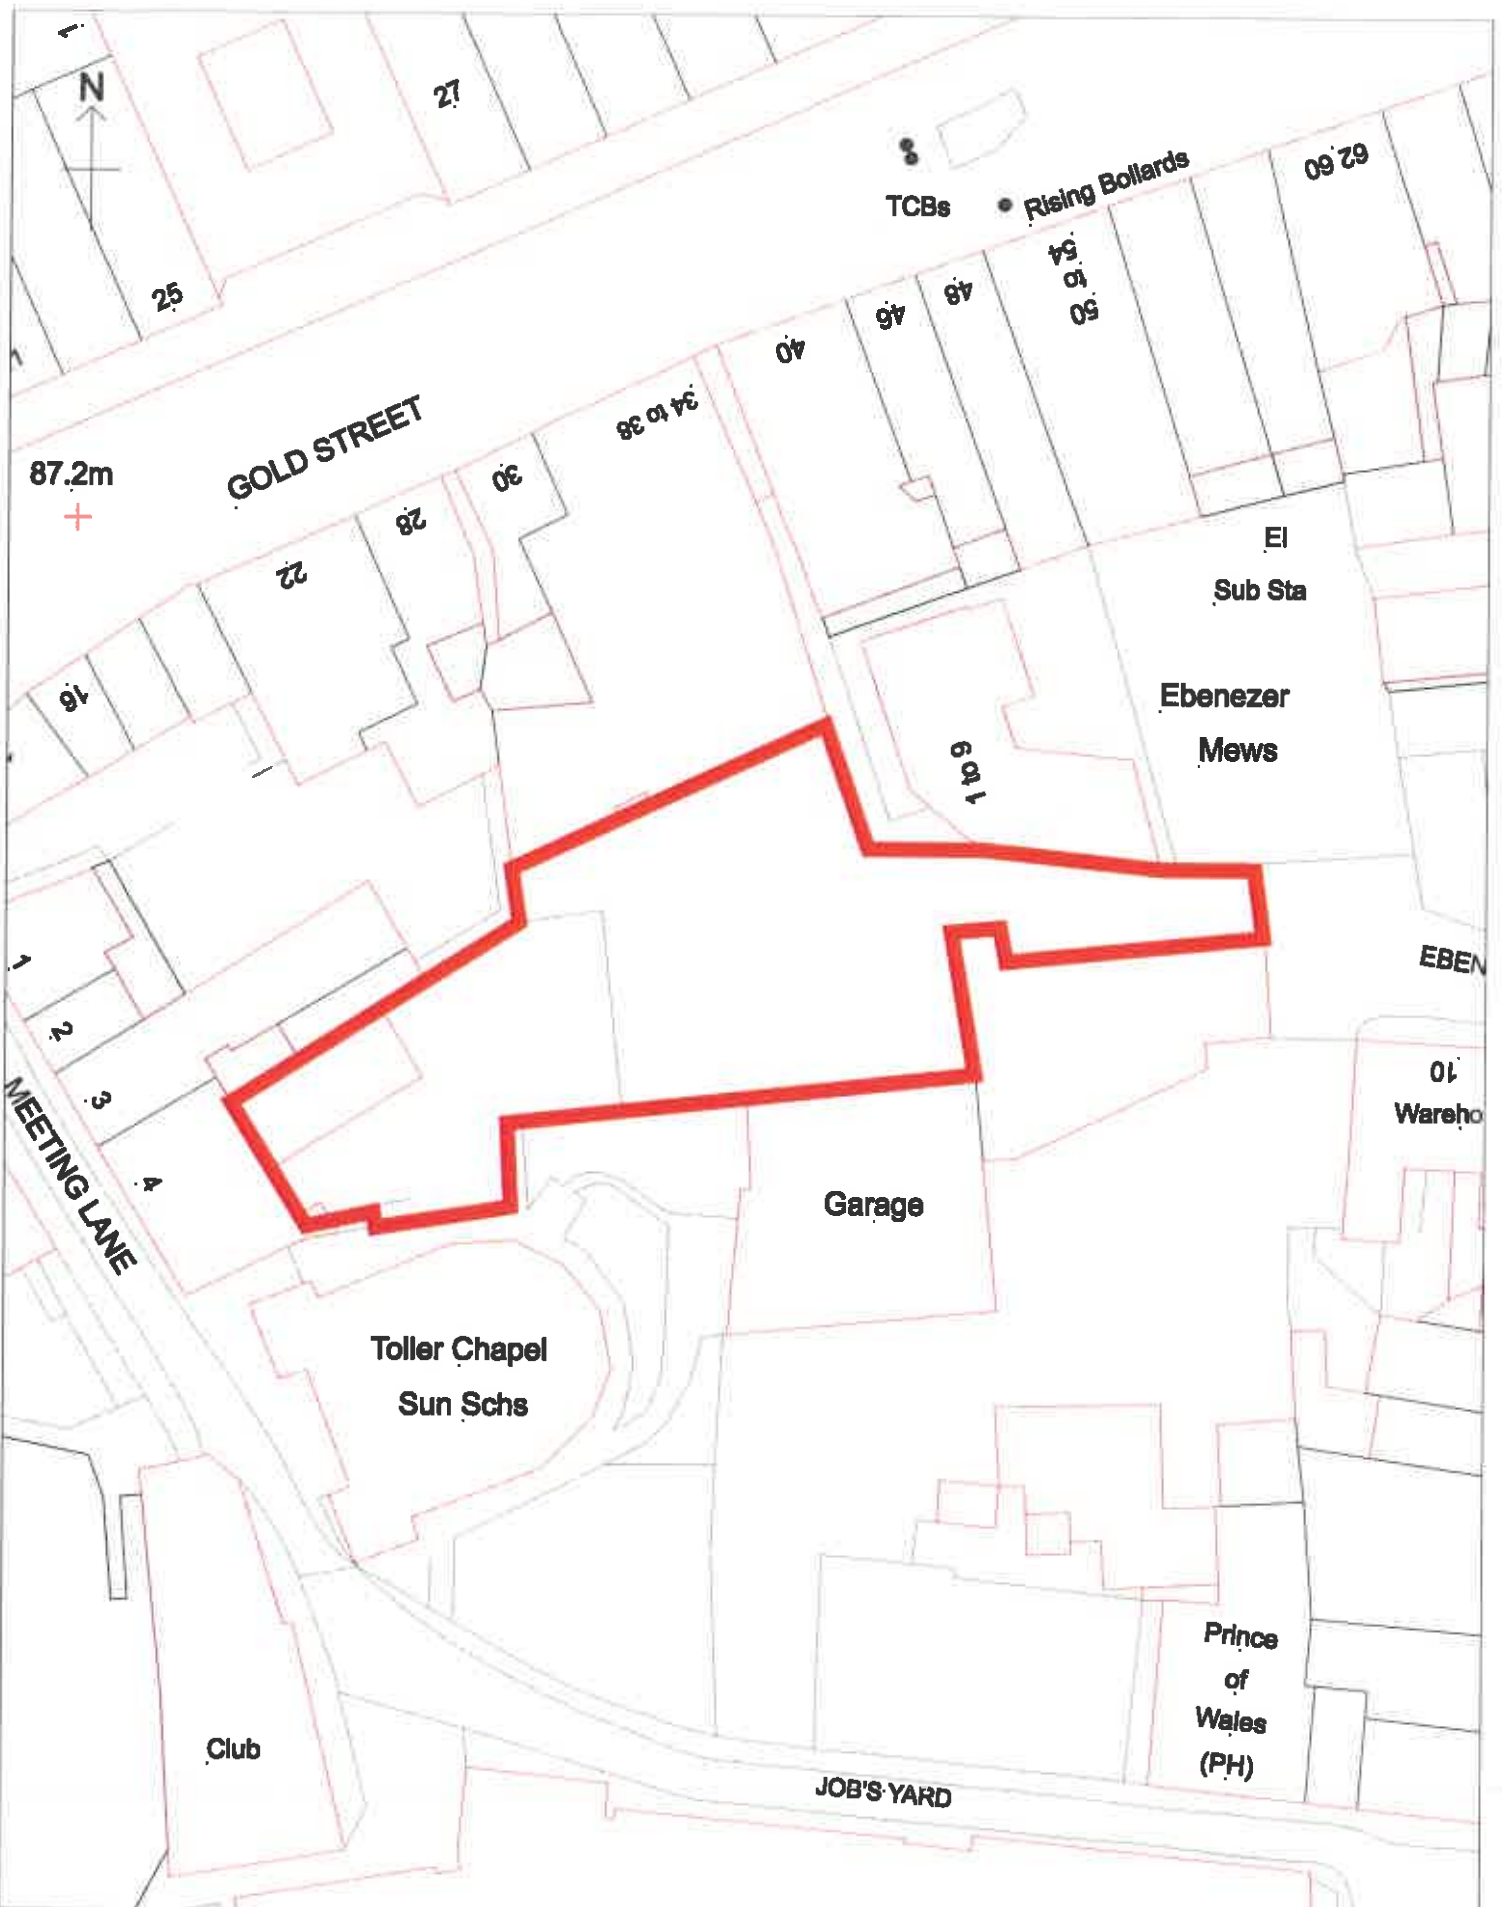 1
N
27
25
TCBs
Rising Bollards
62 60
54
to
50
48
46
40
34 to 38
30
28
22
16
GOLD STREET
87.2m
El
Sub Sta
Ebenezer
Mews
1 to 9
EBEN
1
2
3
4
MEETING LANE
10
Wareho
Garage
Toller Chapel
Sun Schs
Prince
of
Wales
(PH)
Club
JOB'S YARD